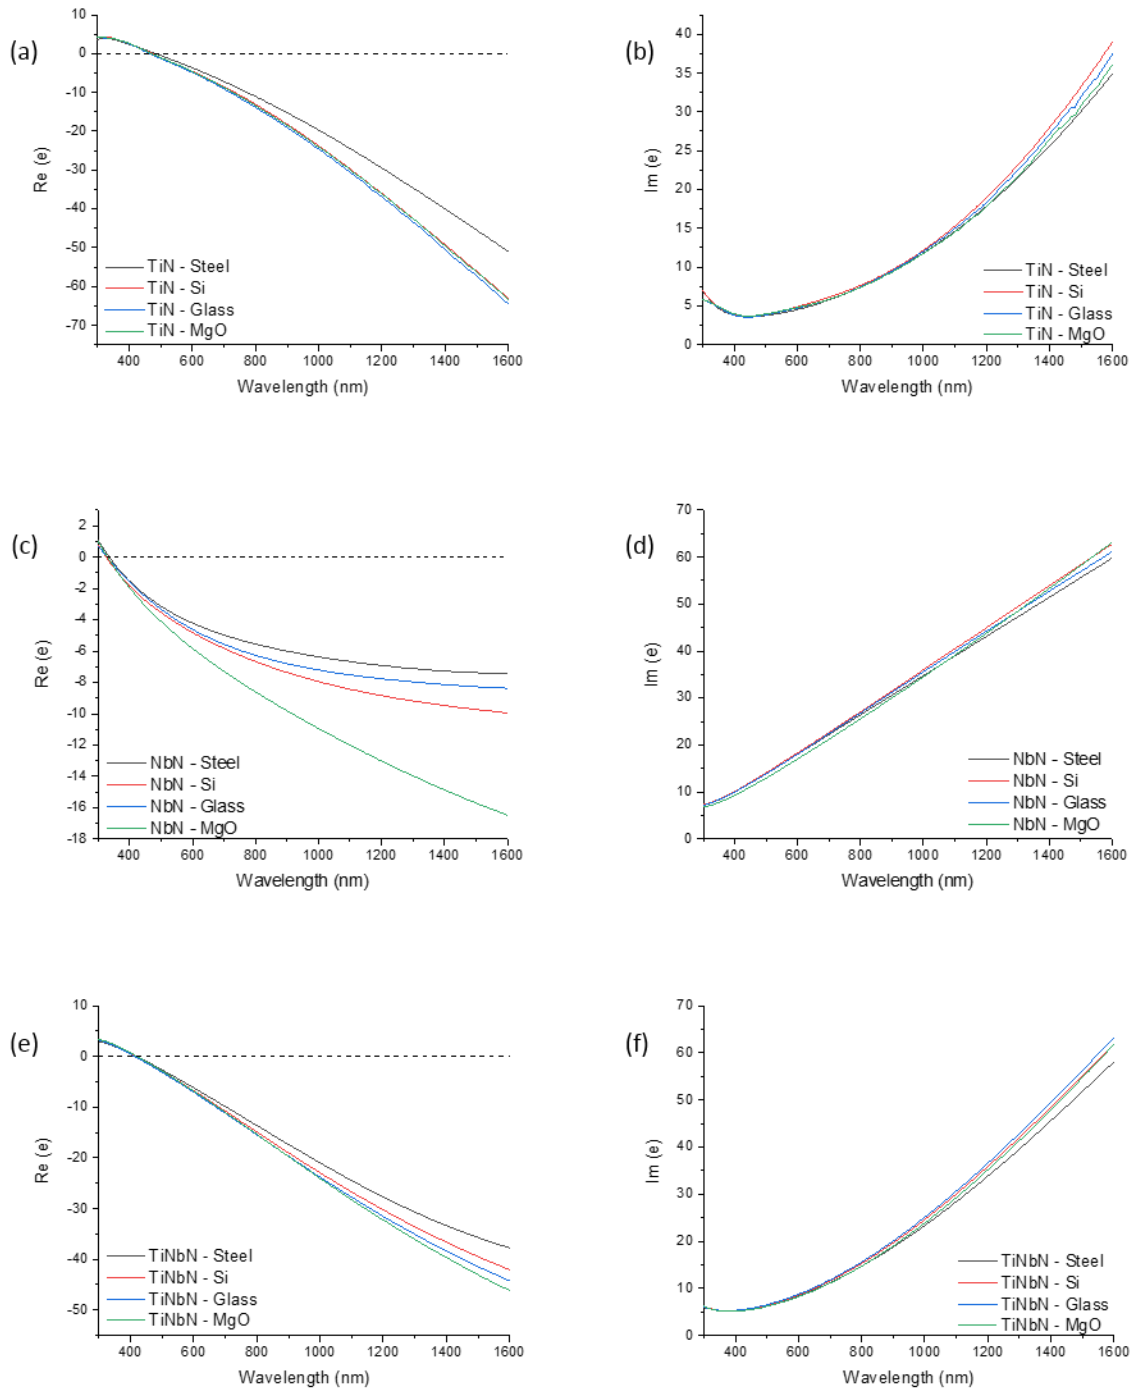 (a)
10
0
-10
-20
-30
-40
-50
-60
-70
Re (e)
TiN - Steel
TiN - Si
TiN - Glass
TiN - MgO
400 600 800 1000 1200 1400 1600
Wavelength (nm)
(b)
40
35
30
25
20
15
10
5
0
Im (e)
TiN - Steel
TiN - Si
TiN - Glass
TiN - MgO
400 600 800 1000 1200 1400 1600
Wavelength (nm)
(c)
2
0
-2
-4
-6
-8
-10
-12
-14
-16
-18
Re (e)
NbN - Steel
NbN - Si
NbN - Glass
NbN - MgO
400 600 800 1000 1200 1400 1600
Wavelength (nm)
(d)
70
60
50
40
30
20
10
0
Im (e)
NbN - Steel
NbN - Si
NbN - Glass
NbN - MgO
400 600 800 1000 1200 1400 1600
Wavelength (nm)
(e)
10
0
-10
-20
-30
-40
-50
Re (e)
TiNbN - Steel
TiNbN - Si
TiNbN - Glass
TiNbN - MgO
400 600 800 1000 1200 1400 1600
Wavelength (nm)
(f)
70
60
50
40
30
20
10
0
Im (e)
TiNbN - Steel
TiNbN - Si
TiNbN - Glass
TiNbN - MgO
400 600 800 1000 1200 1400 1600
Wavelength (nm)